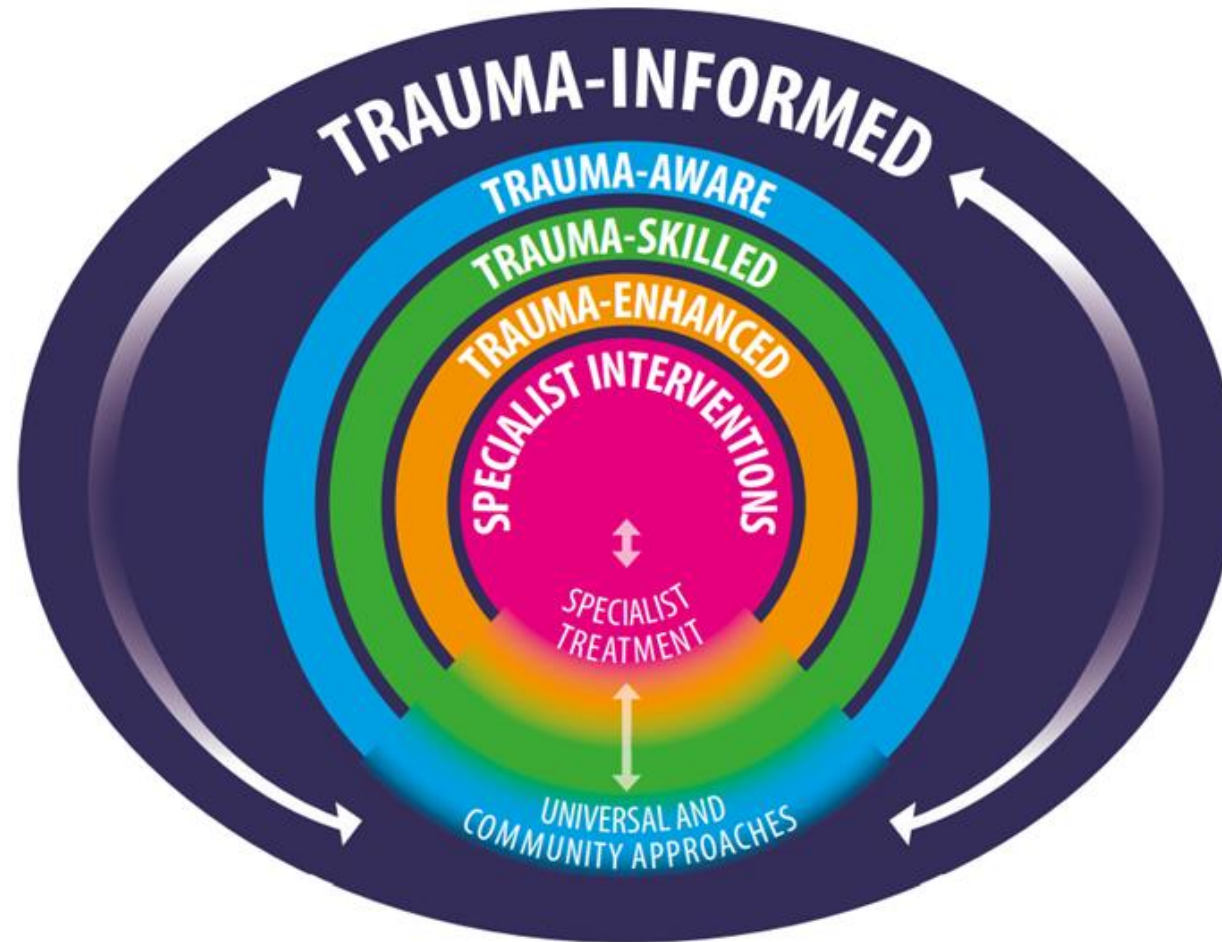 TRAUMA-INFORMED
TRAUMA-AWARE
TRAUMA-SKILLED
TRAUMA-ENHANCED
SPECIALIST INTERVENTIONS
SPECIALIST
TREATMENT
UNIVERSAL AND
COMMUNITY APPROACHES